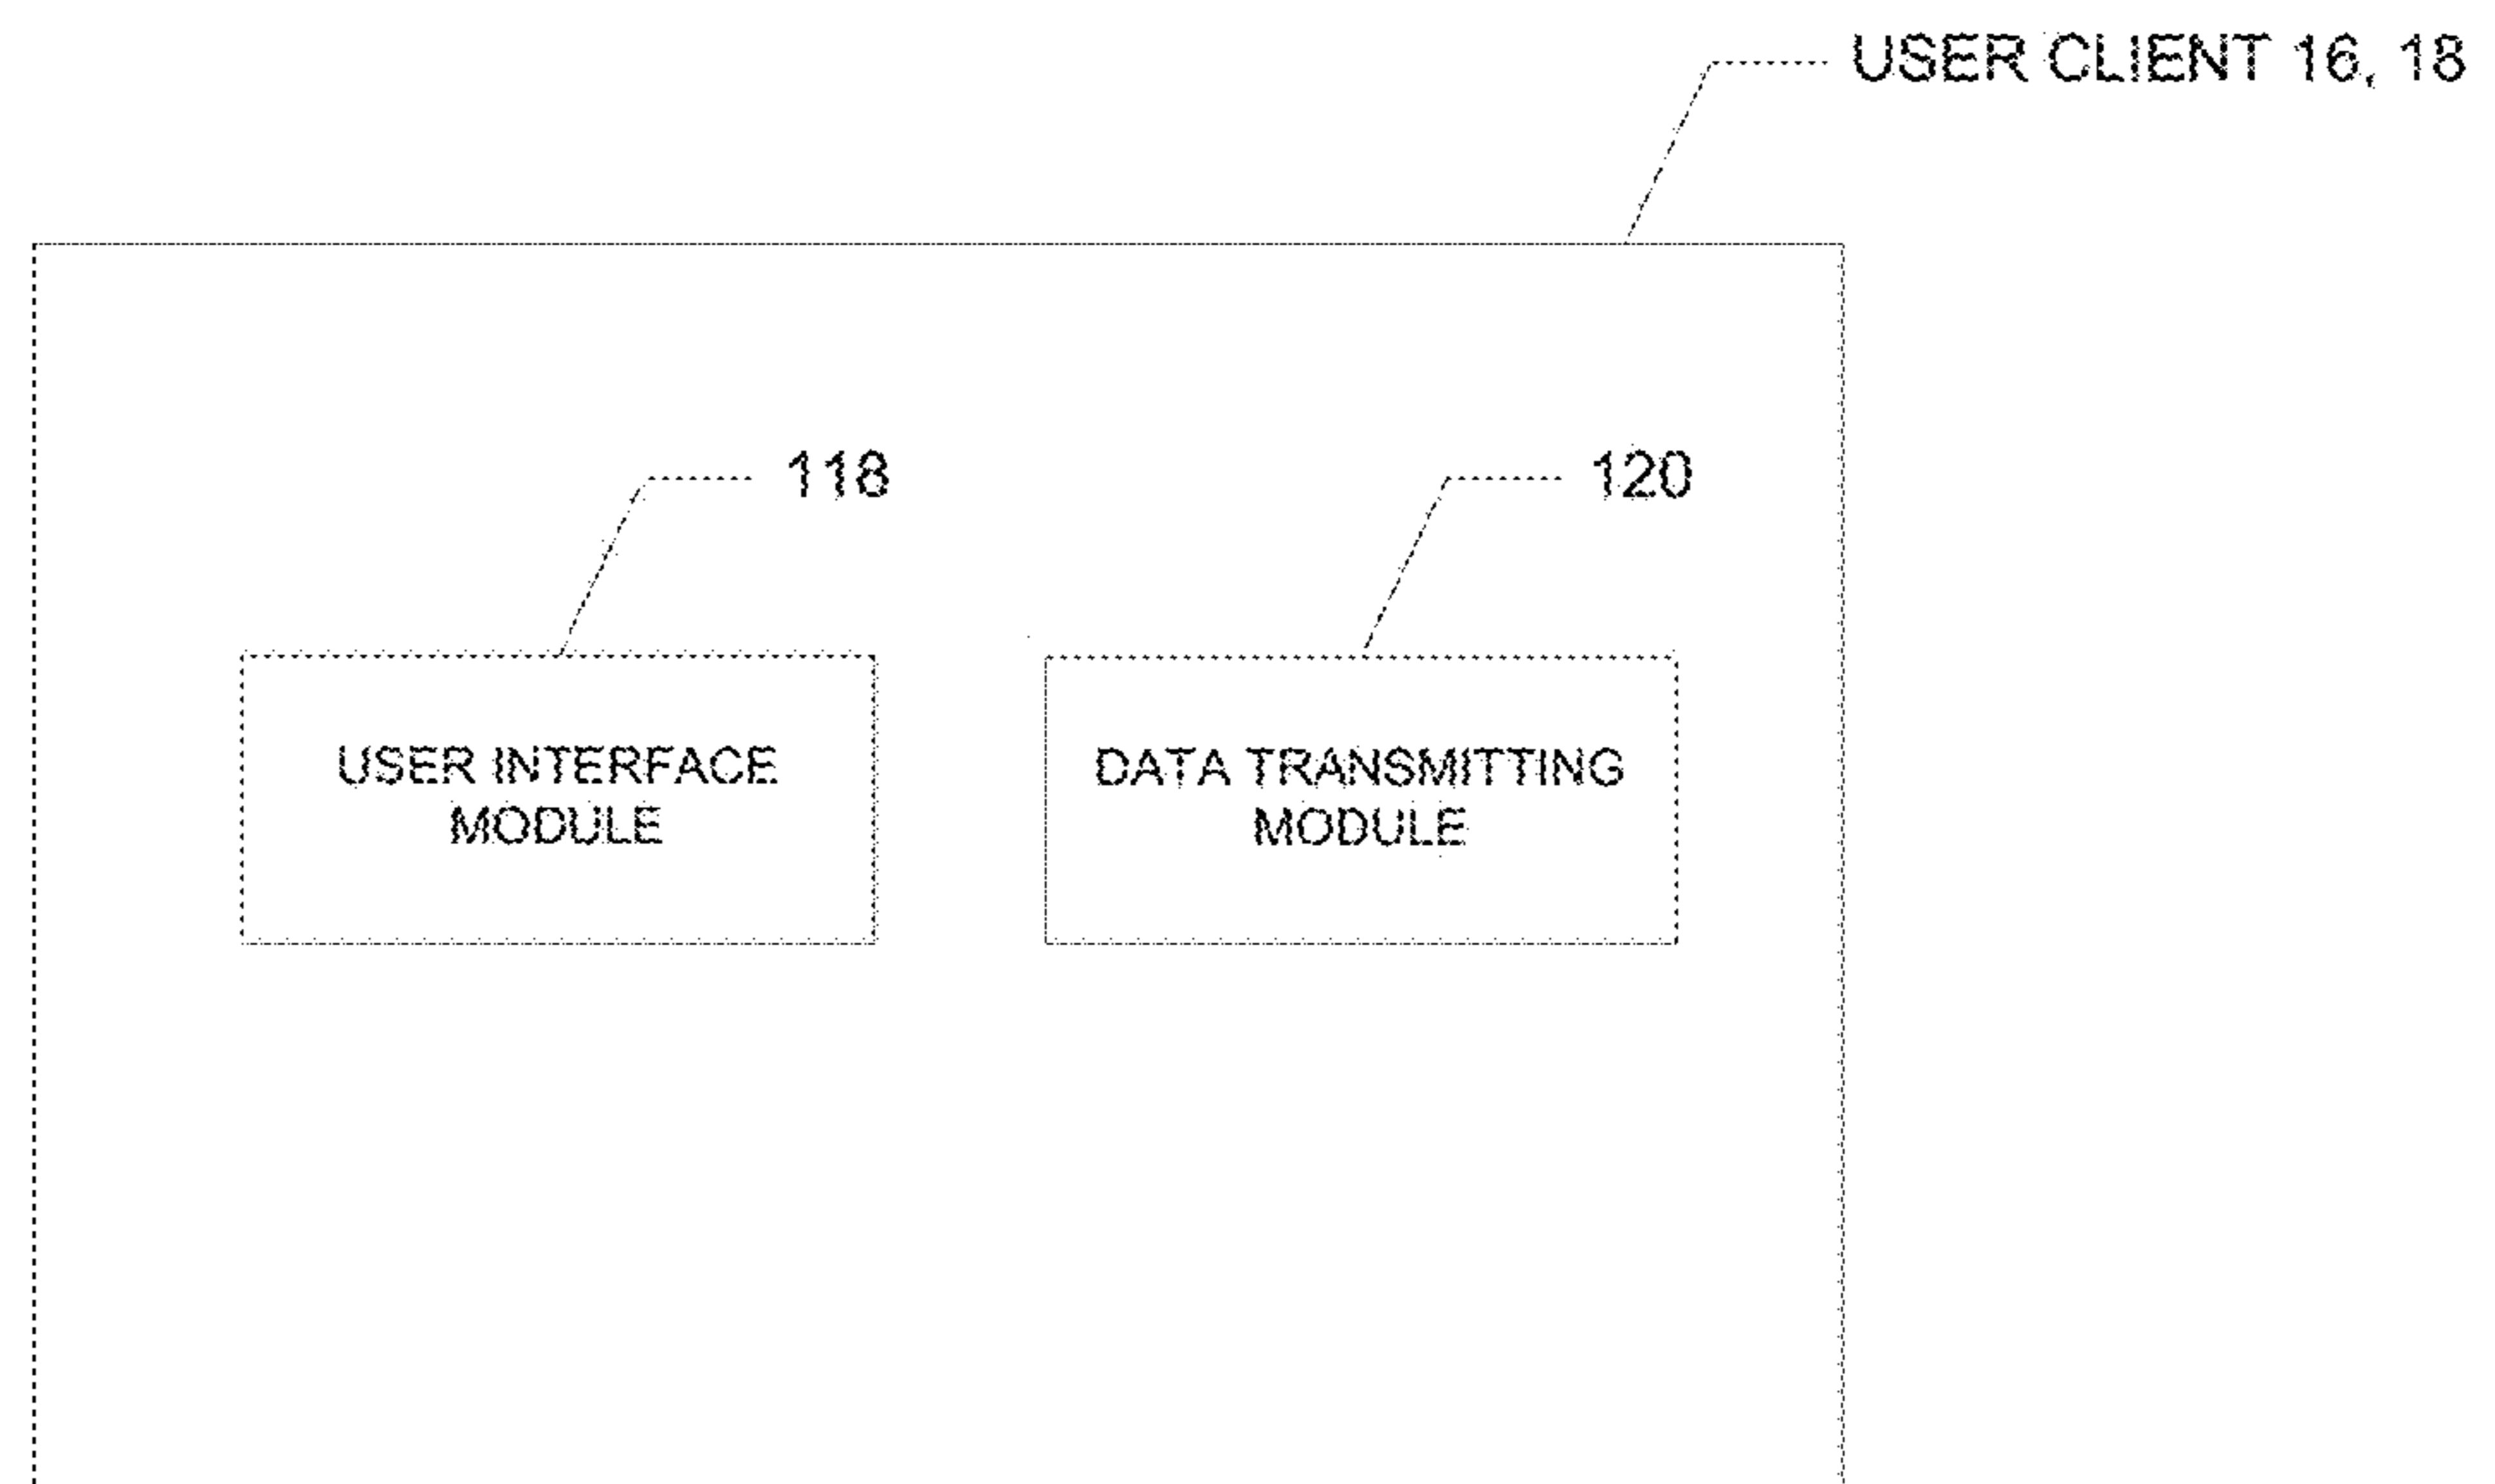 USER CLIENT 16, 18
118
120
USER INTERFACE
MODULE
DATA TRANSMITTING
MODULE